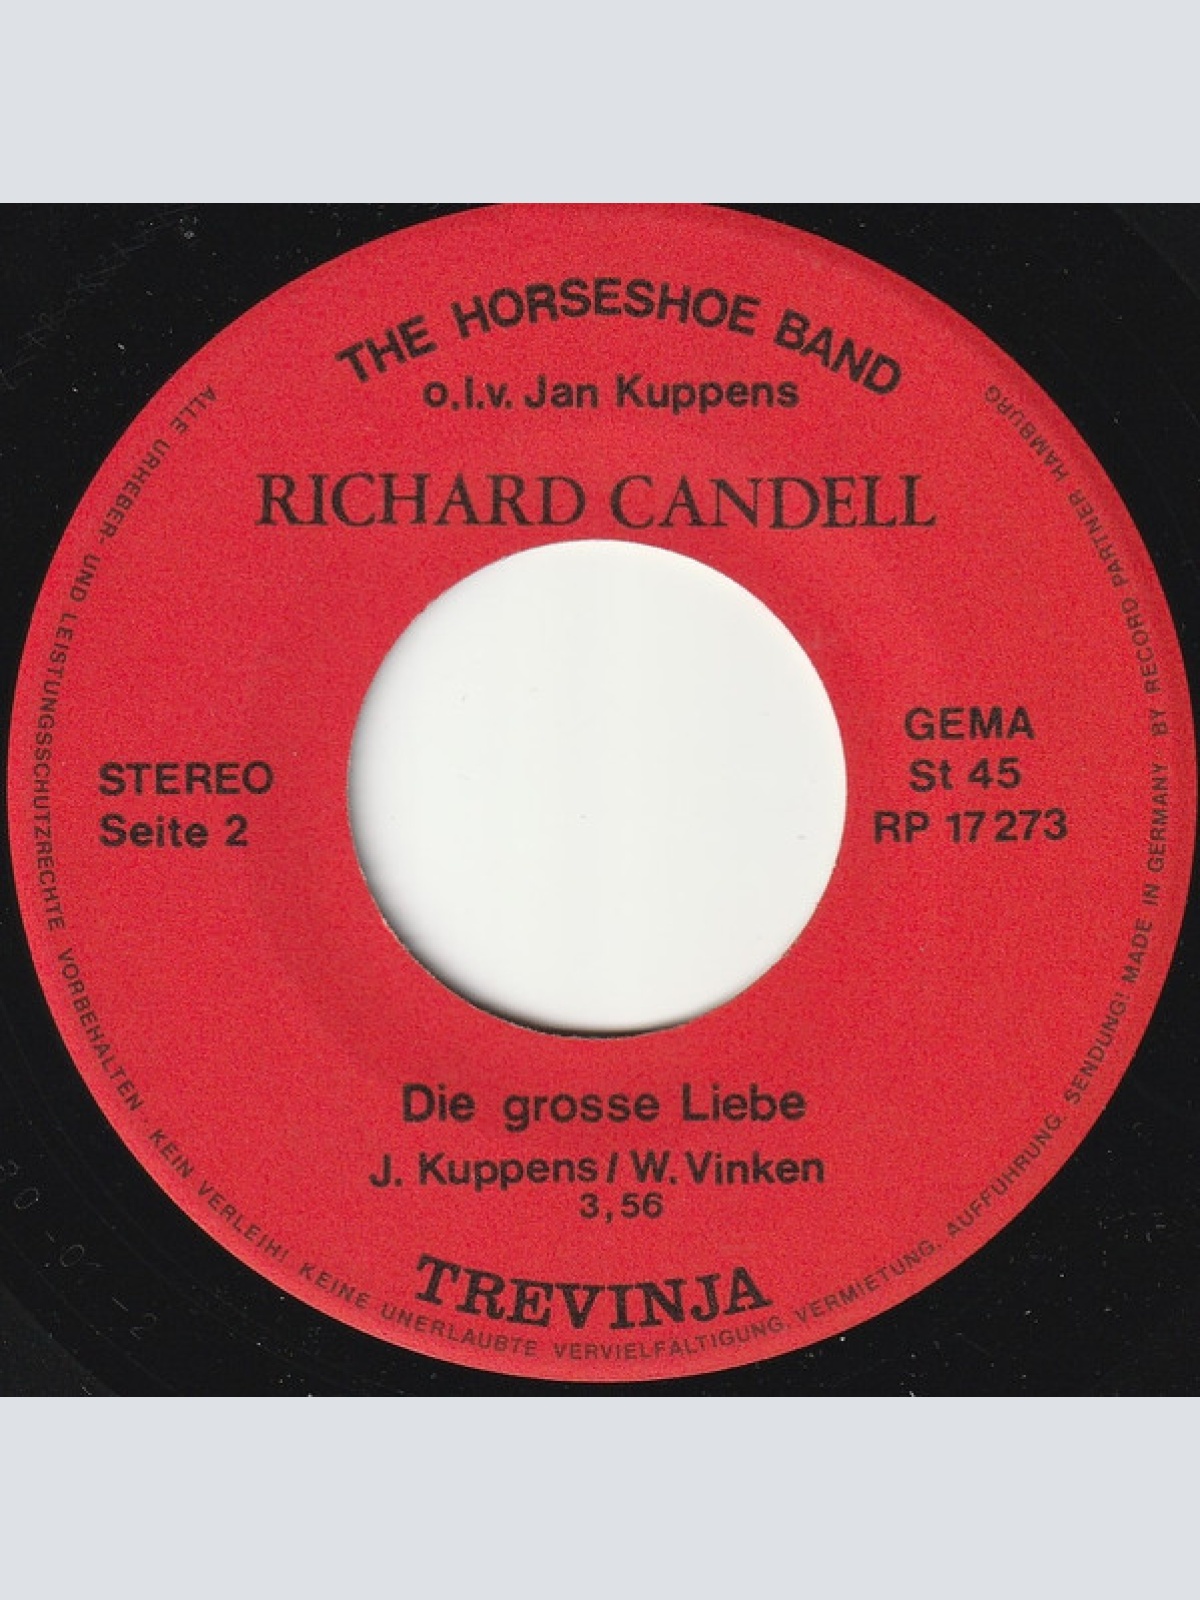 THE HORSESHOE BAND
o.l.v. Jan Kuppens
RICHARD CANDELL
STEREO
Seite 2
GEMA
St 45
RP 17 273
Die grosse Liebe
J. Kuppens / W. Vinken
3,56
TREVINJA
ALLE URHEBER- UND LEISTUNGSSCHUTZRECHTE VORBEHALTEN · KEIN VERLEIH! KEINE UNERLAUBTE VERVIELFÄLTIGUNG, VERMIETUNG, AUFFÜHRUNG, SENDUNG! MADE IN GERMANY · BY RECORD PARTNER HAMBURG